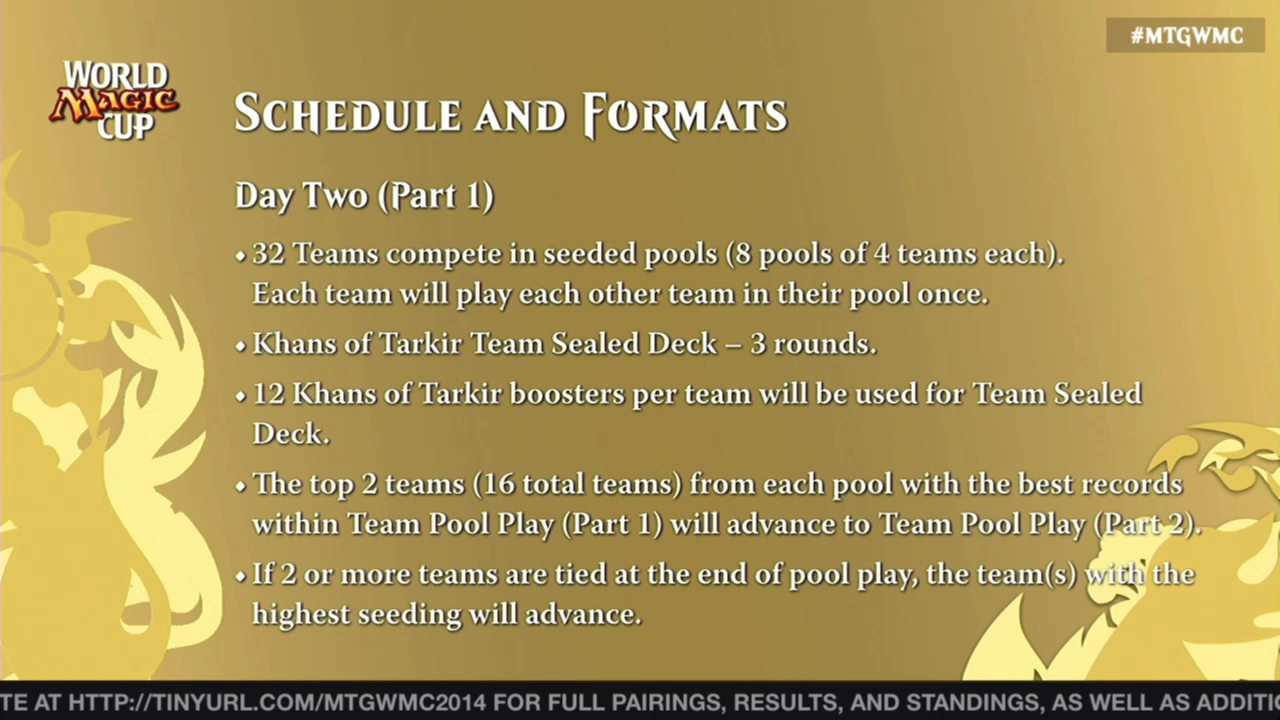 #MTGWMC
WORLD
MAGIC
CUP
SCHEDULE AND FORMATS
Day Two (Part 1)
• 32 Teams compete in seeded pools (8 pools of 4 teams each).
Each team will play each other team in their pool once.
• Khans of Tarkir Team Sealed Deck – 3 rounds.
• 12 Khans of Tarkir boosters per team will be used for Team Sealed
Deck.
• The top 2 teams (16 total teams) from each pool with the best records
within Team Pool Play (Part 1) will advance to Team Pool Play (Part 2).
• If 2 or more teams are tied at the end of pool play, the team(s) with the
highest seeding will advance.
TE AT HTTP://TINYURL.COM/MTGWMC2014 FOR FULL PAIRINGS, RESULTS, AND STANDINGS, AS WELL AS ADDITI